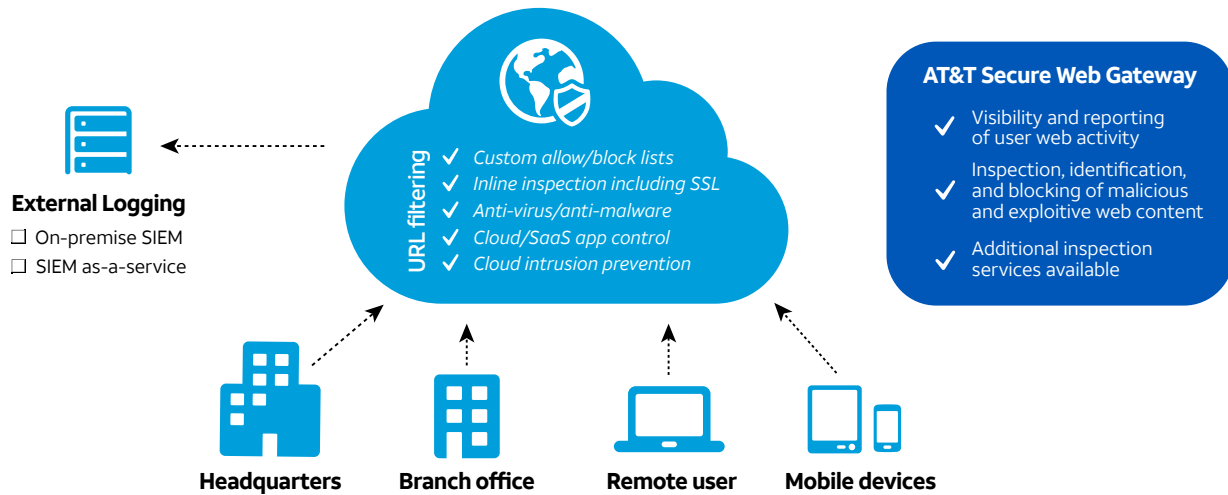 AT&T Secure Web Gateway
Visibility and reporting
of user web activity
Inspection, identification,
and blocking of malicious
and exploitive web content
Additional inspection
services available
URL filtering
Custom allow/block lists
Inline inspection including SSL
Anti-virus/anti-malware
Cloud/SaaS app control
Cloud intrusion prevention
External Logging
On-premise SIEM
SIEM as-a-service
Headquarters
Branch office
Remote user
Mobile devices